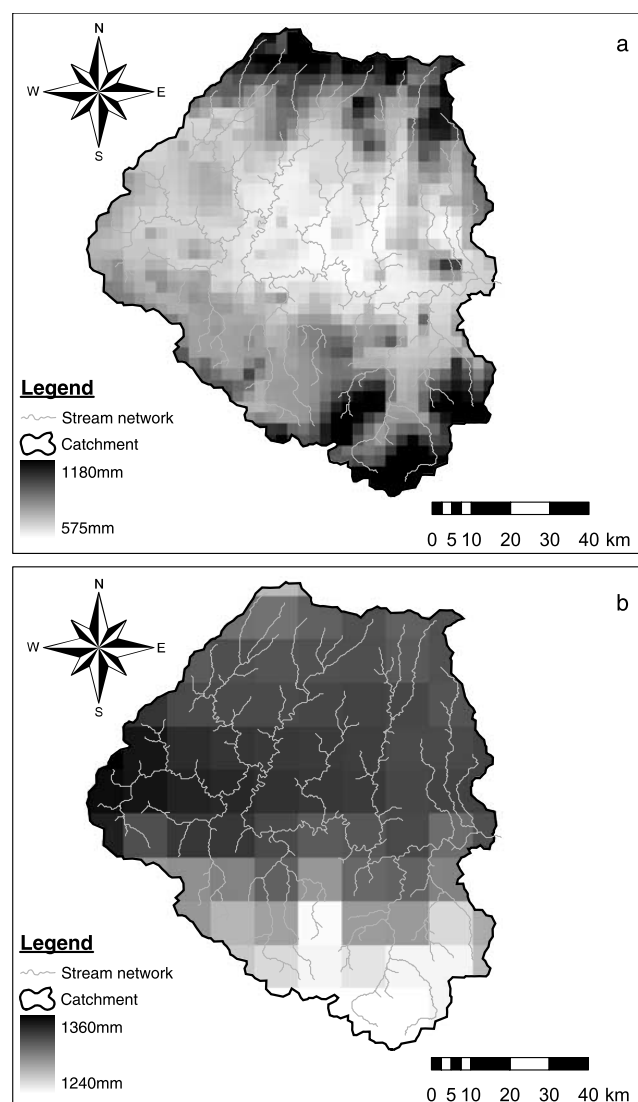 a
N
W E
S
Legend
Stream network
Catchment
1180mm
575mm
0 5 10 20 30 40 km
b
N
W E
S
Legend
Stream network
Catchment
1360mm
1240mm
0 5 10 20 30 40 km